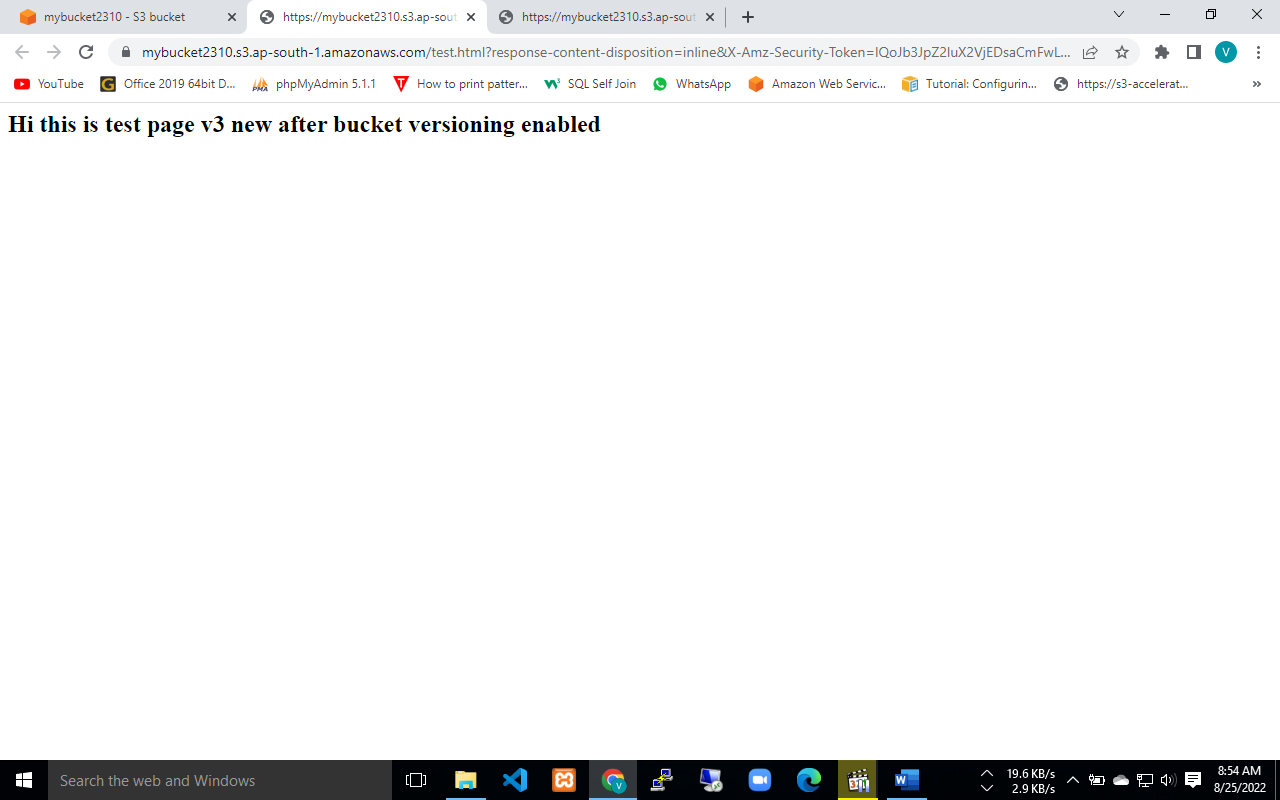 mybucket2310 - S3 bucket
https://mybucket2310.s3.ap-sout
https://mybucket2310.s3.ap-sout
mybucket2310.s3.ap-south-1.amazonaws.com/test.html?response-content-disposition=inline&X-Amz-Security-Token=IQoJb3JpZ2luX2VjEDsaCmFwL...
V
YouTube
Office 2019 64bit D...
phpMyAdmin 5.1.1
How to print patter...
SQL Self Join
WhatsApp
Amazon Web Servic...
Tutorial: Configurin...
https://s3-accelerat...
»
Hi this is test page v3 new after bucket versioning enabled
Search the web and Windows
19.6 KB/s
2.9 KB/s
8:54 AM
8/25/2022